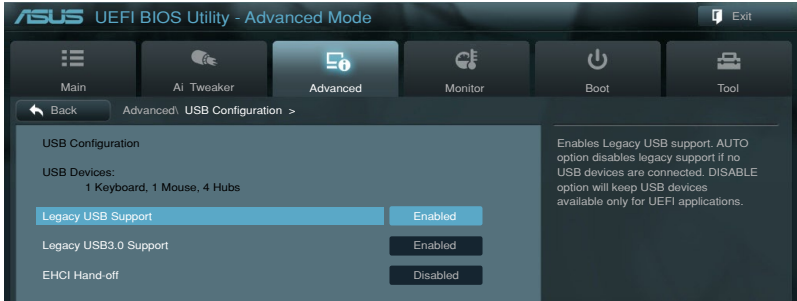 ASUS UEFI BIOS Utility - Advanced Mode
Exit
Main
Ai Tweaker
Advanced
Monitor
Boot
Tool
Back
Advanced\ USB Configuration >
USB Configuration
USB Devices:
1 Keyboard, 1 Mouse, 4 Hubs
Legacy USB Support Enabled
Legacy USB3.0 Support Enabled
EHCI Hand-off Disabled
Enables Legacy USB support. AUTO
option disables legacy support if no
USB devices are connected. DISABLE
option will keep USB devices
available only for UEFI applications.